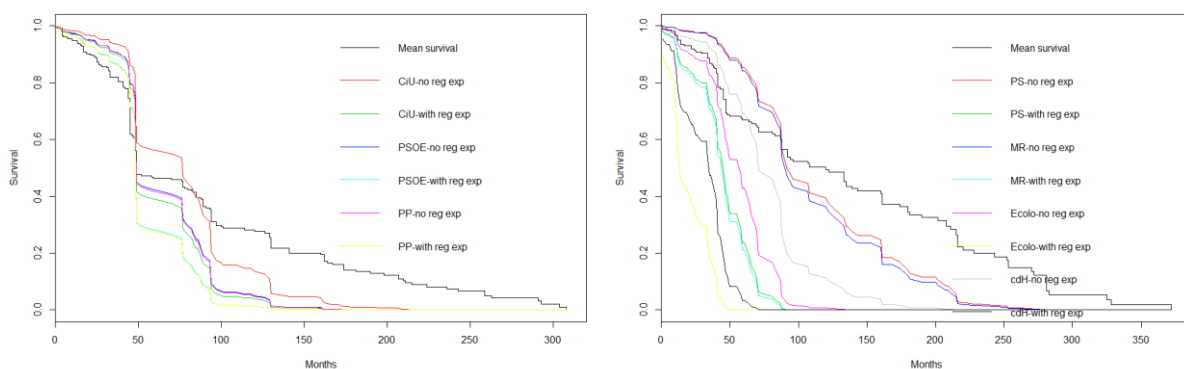 Survival
1.0
0.8
0.6
0.4
0.2
0.0
Mean survival
CiU-no reg exp
CiU-with reg exp
PSOE-no reg exp
PSOE-with reg exp
PP-no reg exp
PP-with reg exp
0 50 100 150 200 250 300
Months
Survival
1.0
0.8
0.6
0.4
0.2
0.0
Mean survival
PS-no reg exp
PS-with reg exp
MR-no reg exp
MR-with reg exp
Ecolo-no reg exp
Ecolo-with reg exp
cdH-no reg exp
cdH-with reg exp
0 50 100 150 200 250 300 350
Months